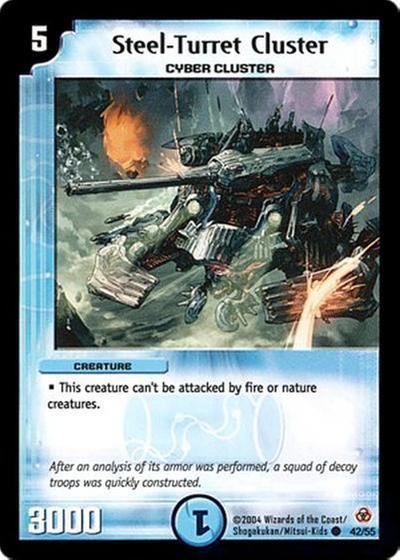 5
Steel-Turret Cluster
CYBER CLUSTER
CREATURE
▪ This creature can't be attacked by fire or nature
creatures.
After an analysis of its armor was performed, a squad of decoy
troops was quickly constructed.
3000
1
©2004 Wizards of the Coast/
Shogakukan/Mitsui-Kids ● 42/55